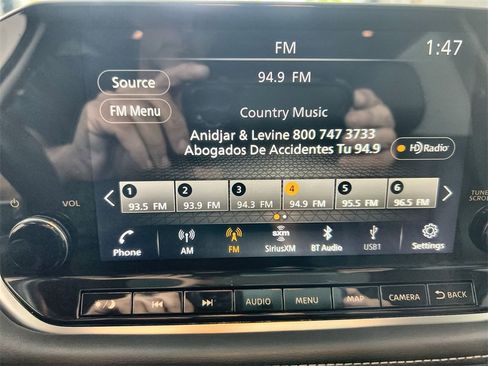 FM
1:47
Source
94.9 FM
FM Menu
Country Music
Anidjar & Levine 800 747 3733
Abogados De Accidentes Tu 94.9
HD Radio
1 2 3 4 5 6
93.5 FM 93.9 FM 94.3 FM 94.9 FM 95.5 FM 96.5 FM
VOL
TUNE
SCROLL
Phone AM FM SiriusXM BT Audio USB1 Settings
sxm
AUDIO MENU MAP CAMERA BACK